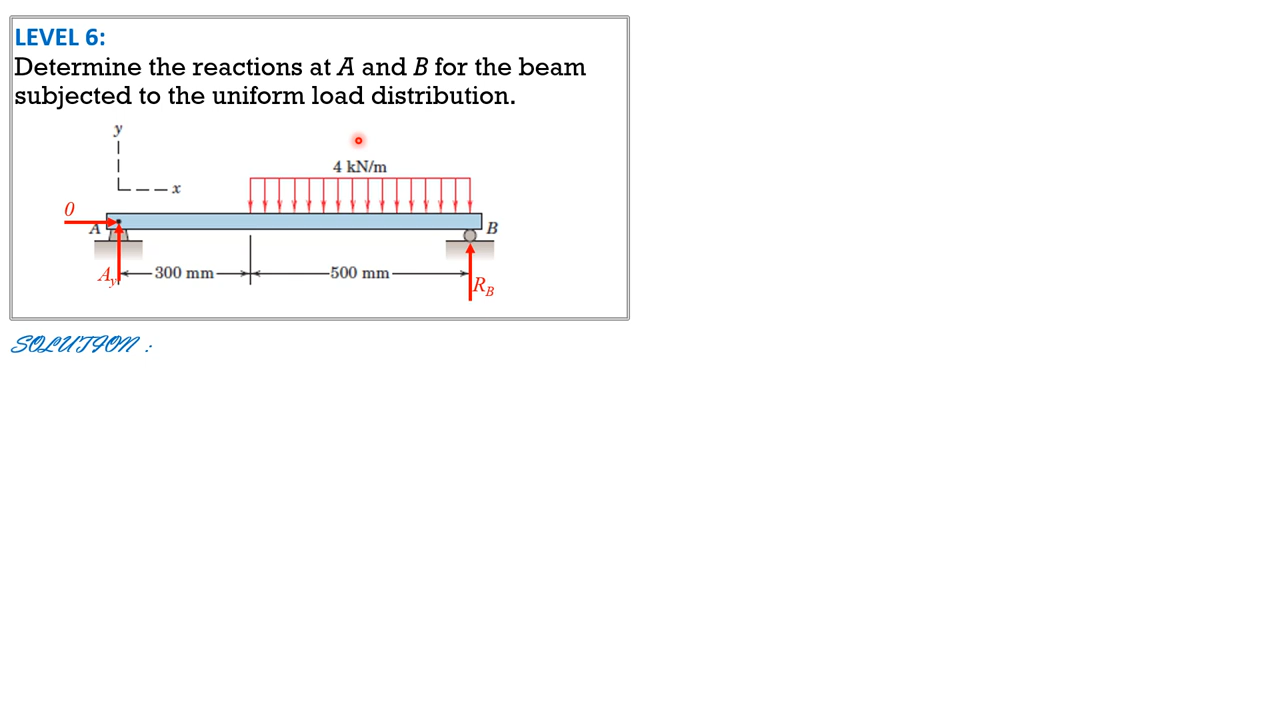 LEVEL 6:
Determine the reactions at A and B for the beam
subjected to the uniform load distribution.
y
4 kN/m
x
0
A
B
Ay
300 mm
500 mm
RB
SOLUTION :